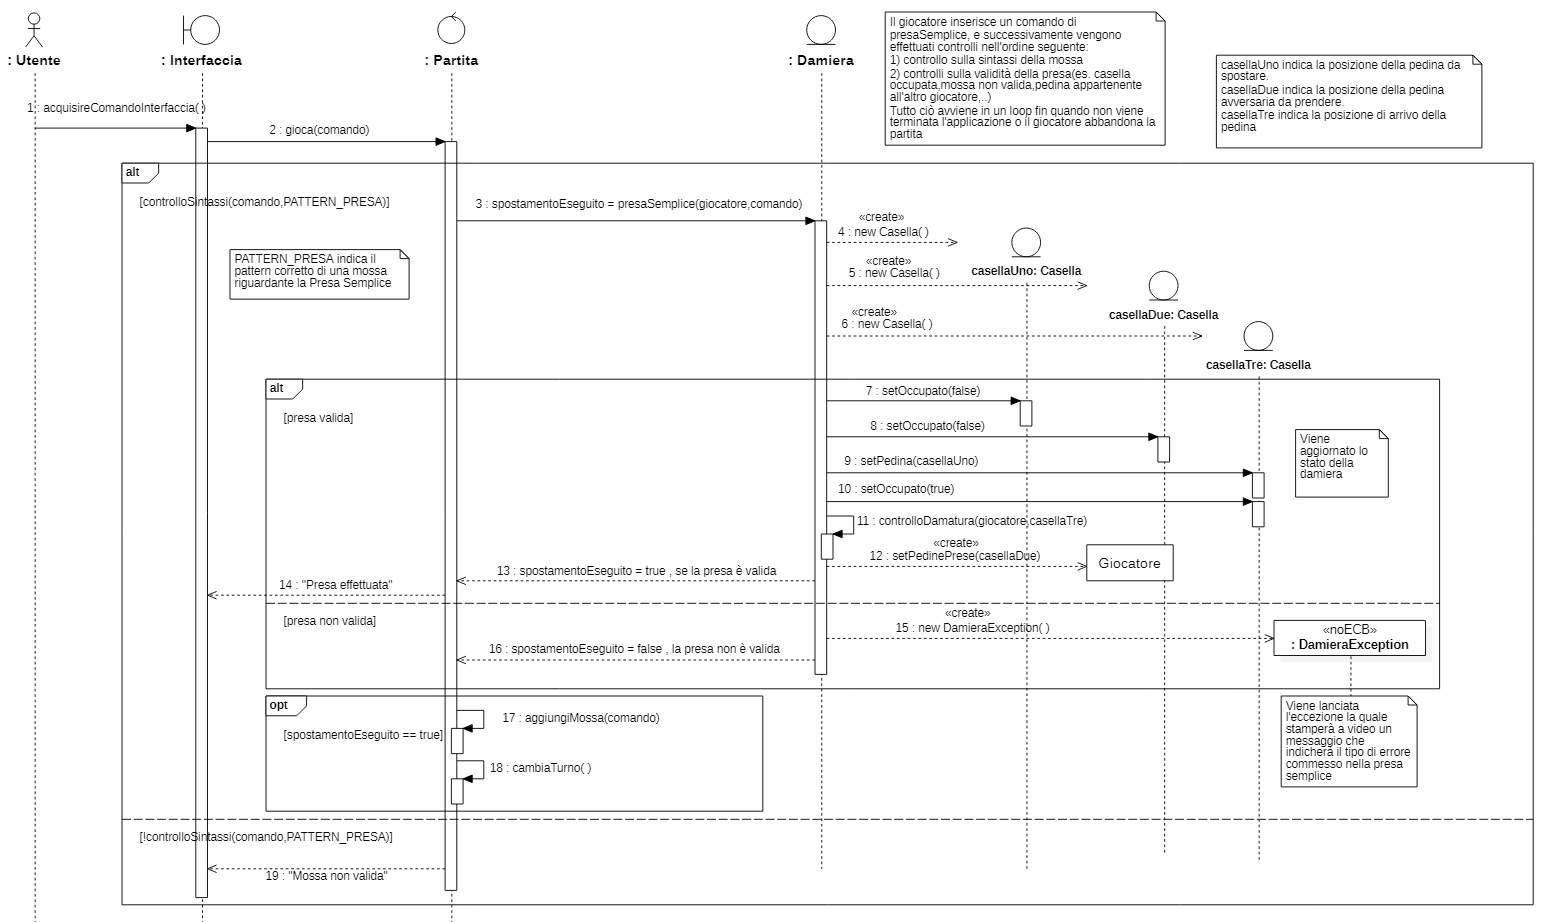 Il giocatore inserisce un comando di
presaSemplice, e successivamente vengono
effettuati controlli nell'ordine seguente:
1) controllo sulla sintassi della mossa
2) controlli sulla validità della presa(es. casella
occupata,mossa non valida,pedina appartenente
all'altro giocatore,..)
Tutto ciò avviene in un loop fin quando non viene
terminata l'applicazione o il giocatore abbandona la
partita
casellaUno indica la posizione della pedina da
spostare.
casellaDue indica la posizione della pedina
avversaria da prendere.
casellaTre indica la posizione di arrivo della
pedina
: Utente
: Interfaccia
: Partita
: Damiera
1 : acquisireComandoInterfaccia( )
2 : gioca(comando)
alt
[controlloSintassi(comando,PATTERN_PRESA)]
3 : spostamentoEseguito = presaSemplice(giocatore,comando)
«create»
4 : new Casella( )
PATTERN_PRESA indica il
pattern corretto di una mossa
riguardante la Presa Semplice
«create»
5 : new Casella( )
casellaUno: Casella
«create»
6 : new Casella( )
casellaDue: Casella
casellaTre: Casella
alt
[presa valida]
7 : setOccupato(false)
8 : setOccupato(false)
9 : setPedina(casellaUno)
10 : setOccupato(true)
Viene
aggiornato lo
stato della
damiera
11 : controlloDamatura(giocatore,casellaTre)
«create»
12 : setPedinePrese(casellaDue)
Giocatore
13 : spostamentoEseguito = true , se la presa è valida
14 : "Presa effettuata"
[presa non valida]
«create»
15 : new DamieraException( )
«noECB»
: DamieraException
16 : spostamentoEseguito = false , la presa non è valida
opt
17 : aggiungiMossa(comando)
[spostamentoEseguito == true]
18 : cambiaTurno( )
Viene lanciata
l'eccezione la quale
stamperà a video un
messaggio che
indicherà il tipo di errore
commesso nella presa
semplice
[!controlloSintassi(comando,PATTERN_PRESA)]
19 : "Mossa non valida"